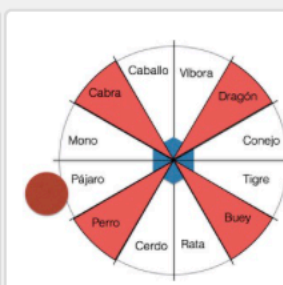 Caballo
Víbora
Cabra
Dragón
Mono
Conejo
Pájaro
Tigre
Perro
Buey
Cerdo
Rata